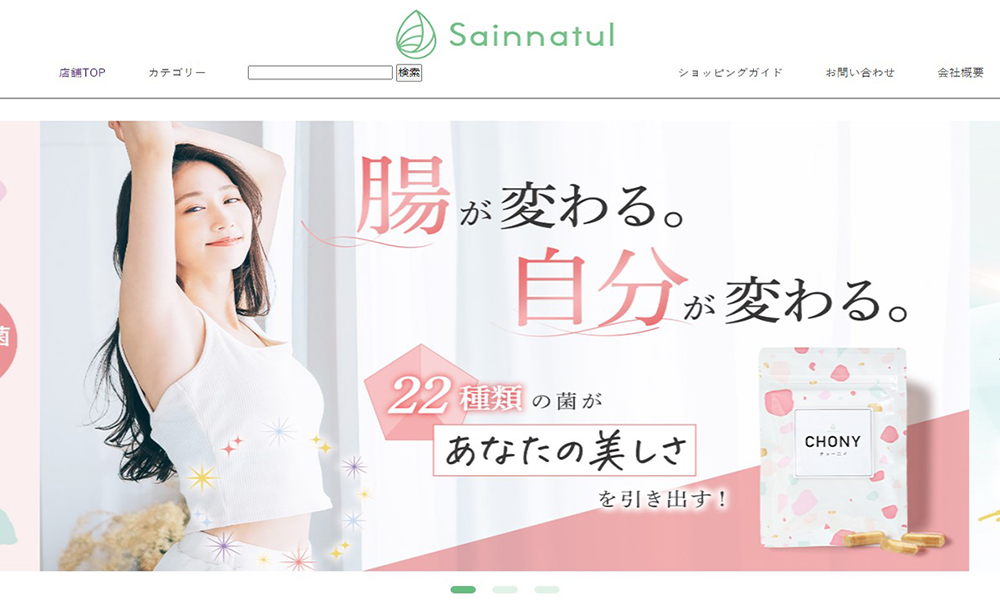 Sainnatul
店舗TOP
カテゴリー
検索
ショッピングガイド
お問い合わせ
会社概要
腸が変わる。
自分が変わる。
22種類の菌が
あなたの美しさ
を引き出す!
CHONY
チョーニィ
菌